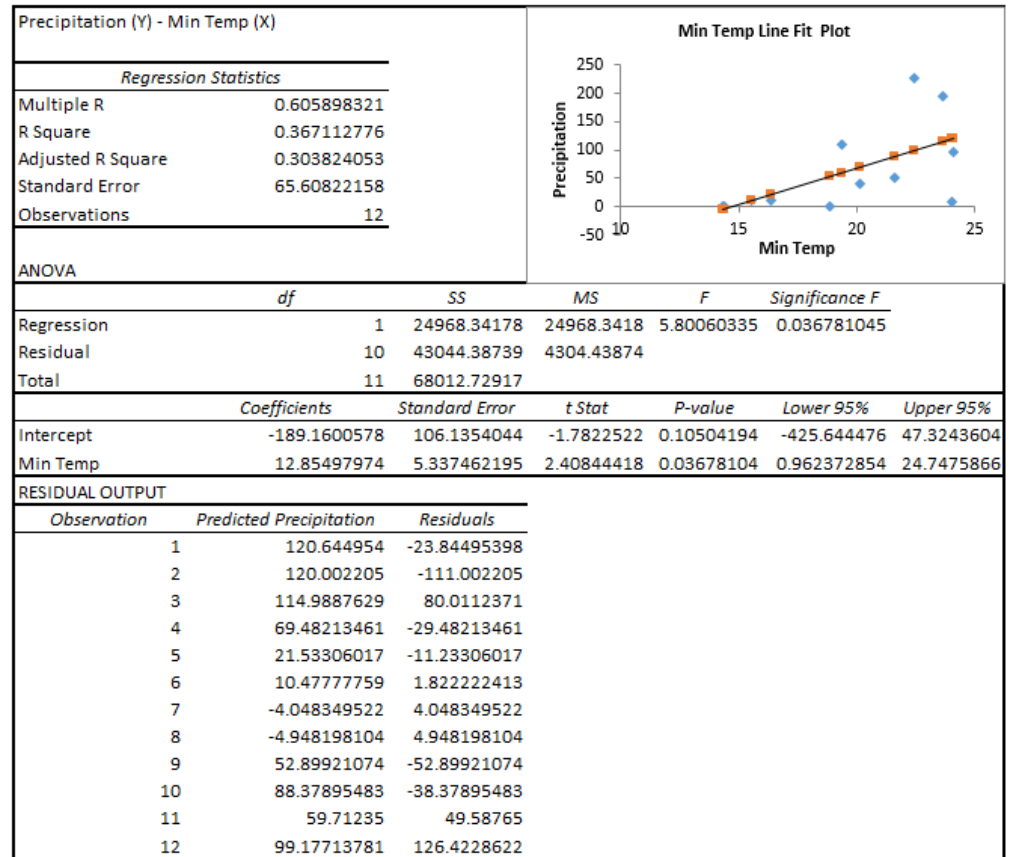 Precipitation (Y) - Min Temp (X)
Regression Statistics
Multiple R 0.605898321
R Square 0.367112776
Adjusted R Square 0.303824053
Standard Error 65.60822158
Observations 12
Min Temp Line Fit Plot
Precipitation
250
200
150
100
50
0
-50
10 15 20 25
Min Temp
ANOVA
df SS MS F Significance F
Regression 1 24968.34178 24968.3418 5.80060335 0.036781045
Residual 10 43044.38739 4304.43874
Total 11 68012.72917
Coefficients Standard Error t Stat P-value Lower 95% Upper 95%
Intercept -189.1600578 106.1354044 -1.7822522 0.10504194 -425.644476 47.3243604
Min Temp 12.85497974 5.337462195 2.40844418 0.03678104 0.962372854 24.7475866
RESIDUAL OUTPUT
Observation Predicted Precipitation Residuals
1 120.644954 -23.84495398
2 120.002205 -111.002205
3 114.9887629 80.0112371
4 69.48213461 -29.48213461
5 21.53306017 -11.23306017
6 10.47777759 1.822222413
7 -4.048349522 4.048349522
8 -4.948198104 4.948198104
9 52.89921074 -52.89921074
10 88.37895483 -38.37895483
11 59.71235 49.58765
12 99.17713781 126.4228622